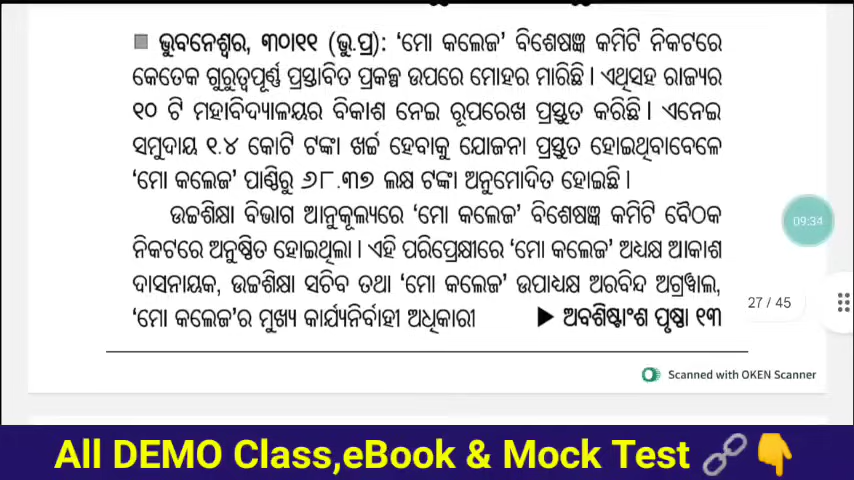 ଭୁବନେଶ୍ୱର, ୩୦ା୧୧ (ଭୁ.ପ୍ର): ‘ମୋ କଲେଜ’ ବିଶେଷଜ୍ଞ କମିଟି ନିକଟରେ
କେତେକ ଗୁରୁତ୍ୱପୂର୍ଣ୍ଣ ପ୍ରସ୍ତାବିତ ପ୍ରକଳ୍ପ ଉପରେ ମୋହର ମାରିଛି । ଏଥିସହ ରାଜ୍ୟର
୧୦ ଟି ମହାବିଦ୍ୟାଳୟର ବିକାଶ ନେଇ ରୂପରେଖ ପ୍ରସ୍ତୁତ କରିଛି । ଏନେଇ
ସମୁଦାୟ ୧.୪ କୋଟି ଟଙ୍କା ଖର୍ଚ୍ଚ ହେବାକୁ ଯୋଜନା ପ୍ରସ୍ତୁତ ହୋଇଥିବାବେଳେ
‘ମୋ କଲେଜ’ ପାଣ୍ଠିରୁ ୬୮.୩୭ ଲକ୍ଷ ଟଙ୍କା ଅନୁମୋଦିତ ହୋଇଛି ।
ଉଚ୍ଚଶିକ୍ଷା ବିଭାଗ ଆନୁକୂଲ୍ୟରେ ‘ମୋ କଲେଜ’ ବିଶେଷଜ୍ଞ କମିଟି ବୈଠକ
ନିକଟରେ ଅନୁଷ୍ଠିତ ହୋଇଥିଲା । ଏହି ପରିପ୍ରେକ୍ଷୀରେ ‘ମୋ କଲେଜ’ ଅଧ୍ୟକ୍ଷ ଆକାଶ
ଦାସନାୟକ, ଉଚ୍ଚଶିକ୍ଷା ସଚିବ ତଥା ‘ମୋ କଲେଜ’ ଉପାଧ୍ୟକ୍ଷ ଅରବିନ୍ଦ ଅଗ୍ରୱାଲ,
‘ମୋ କଲେଜ’ର ମୁଖ୍ୟ କାର୍ଯ୍ୟନିର୍ବାହୀ ଅଧିକାରୀ ▶ ଅବଶିଷ୍ଟାଂଶ ପୃଷ୍ଠା ୧୩
09:34
27 / 45
Scanned with OKEN Scanner
All DEMO Class,eBook & Mock Test 🔗👇